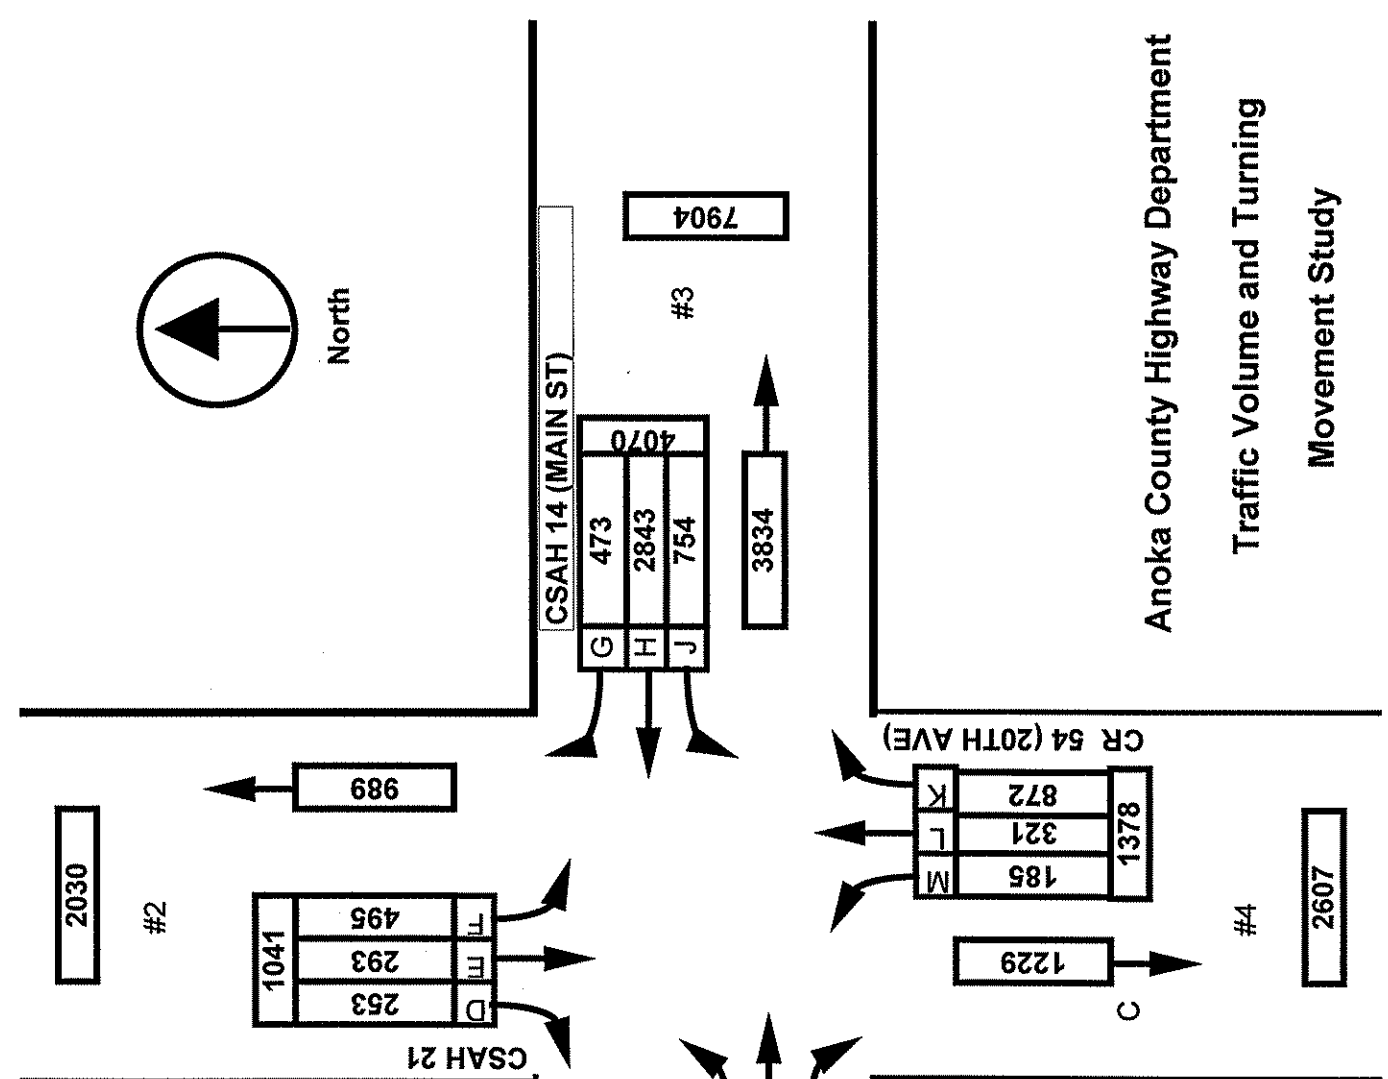 Anoka County Highway Department
Traffic Volume and Turning
Movement Study
North
CSAH 14 (MAIN ST)
7904
#3
4070
G 473
H 2843
J 754
3834
2030
#2
989
1041
495 F
293 E
253 D
CSAH 21
CR 54 (20TH AVE)
K 872
L 321
M 185
1378
1229
C
#4
2607